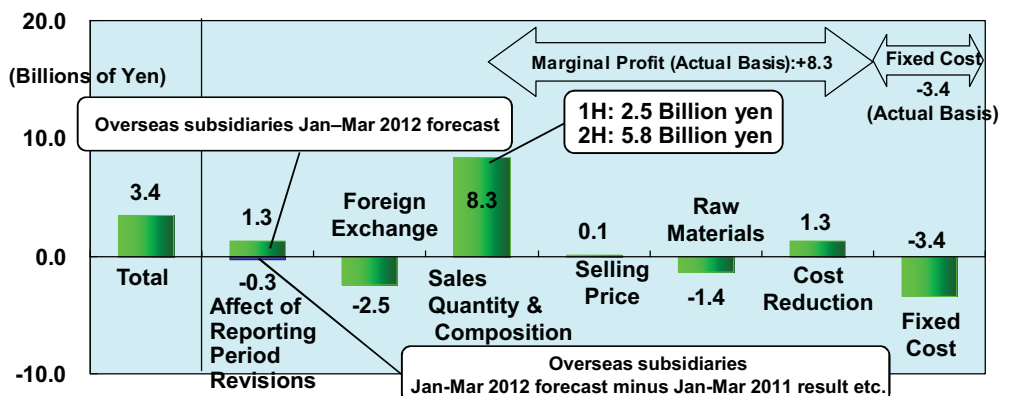 20.0
(Billions of Yen)
10.0
0.0
-10.0
Marginal Profit (Actual Basis):+8.3
Fixed Cost
-3.4
(Actual Basis)
Overseas subsidiaries Jan–Mar 2012 forecast
1H: 2.5 Billion yen
2H: 5.8 Billion yen
3.4
Total
1.3
-0.3
Affect of
Reporting
Period
Revisions
Foreign
Exchange
-2.5
8.3
Sales
Quantity &
Composition
0.1
Selling
Price
Raw
Materials
-1.4
1.3
Cost
Reduction
-3.4
Fixed
Cost
Overseas subsidiaries
Jan-Mar 2012 forecast minus Jan-Mar 2011 result etc.